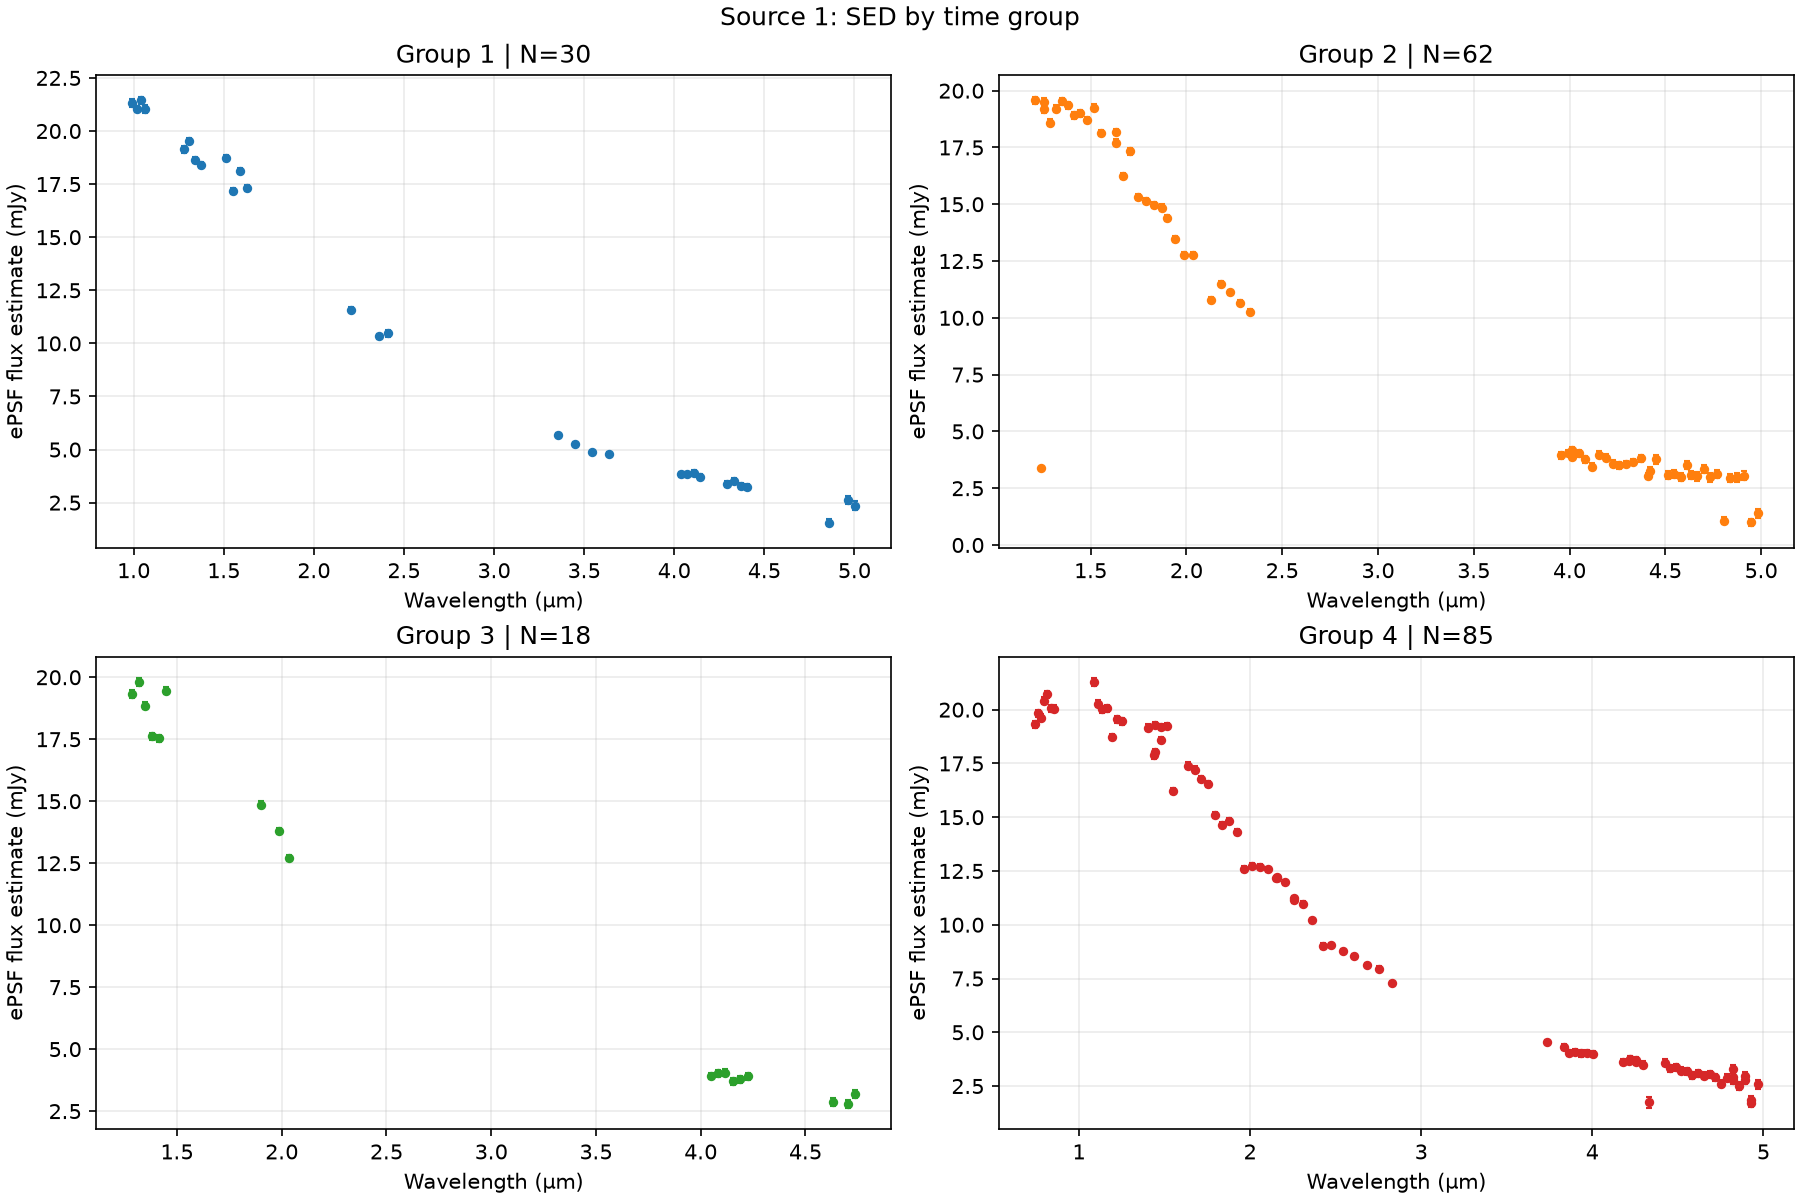 Source 1: SED by time group
Group 1 | N=30
22.5
20.0
17.5
15.0
12.5
10.0
7.5
5.0
2.5
ePSF flux estimate (mJy)
1.0 1.5 2.0 2.5 3.0 3.5 4.0 4.5 5.0
Wavelength (µm)
Group 2 | N=62
20.0
17.5
15.0
12.5
10.0
7.5
5.0
2.5
0.0
ePSF flux estimate (mJy)
1.5 2.0 2.5 3.0 3.5 4.0 4.5 5.0
Wavelength (µm)
Group 3 | N=18
20.0
17.5
15.0
12.5
10.0
7.5
5.0
2.5
ePSF flux estimate (mJy)
1.5 2.0 2.5 3.0 3.5 4.0 4.5
Wavelength (µm)
Group 4 | N=85
20.0
17.5
15.0
12.5
10.0
7.5
5.0
2.5
ePSF flux estimate (mJy)
1 2 3 4 5
Wavelength (µm)